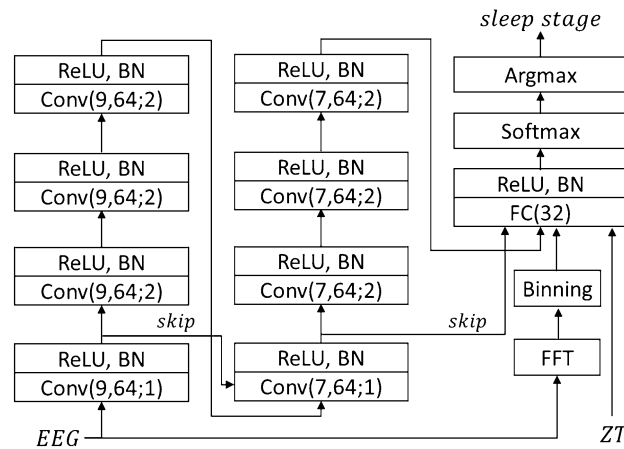 sleep stage
Argmax
Softmax
ReLU, BN
FC(32)
Binning
FFT
ZT
ReLU, BN
Conv(9,64;2)
ReLU, BN
Conv(9,64;2)
ReLU, BN
Conv(9,64;2)
skip
ReLU, BN
Conv(9,64;1)
EEG
ReLU, BN
Conv(7,64;2)
ReLU, BN
Conv(7,64;2)
ReLU, BN
Conv(7,64;2)
skip
ReLU, BN
Conv(7,64;1)